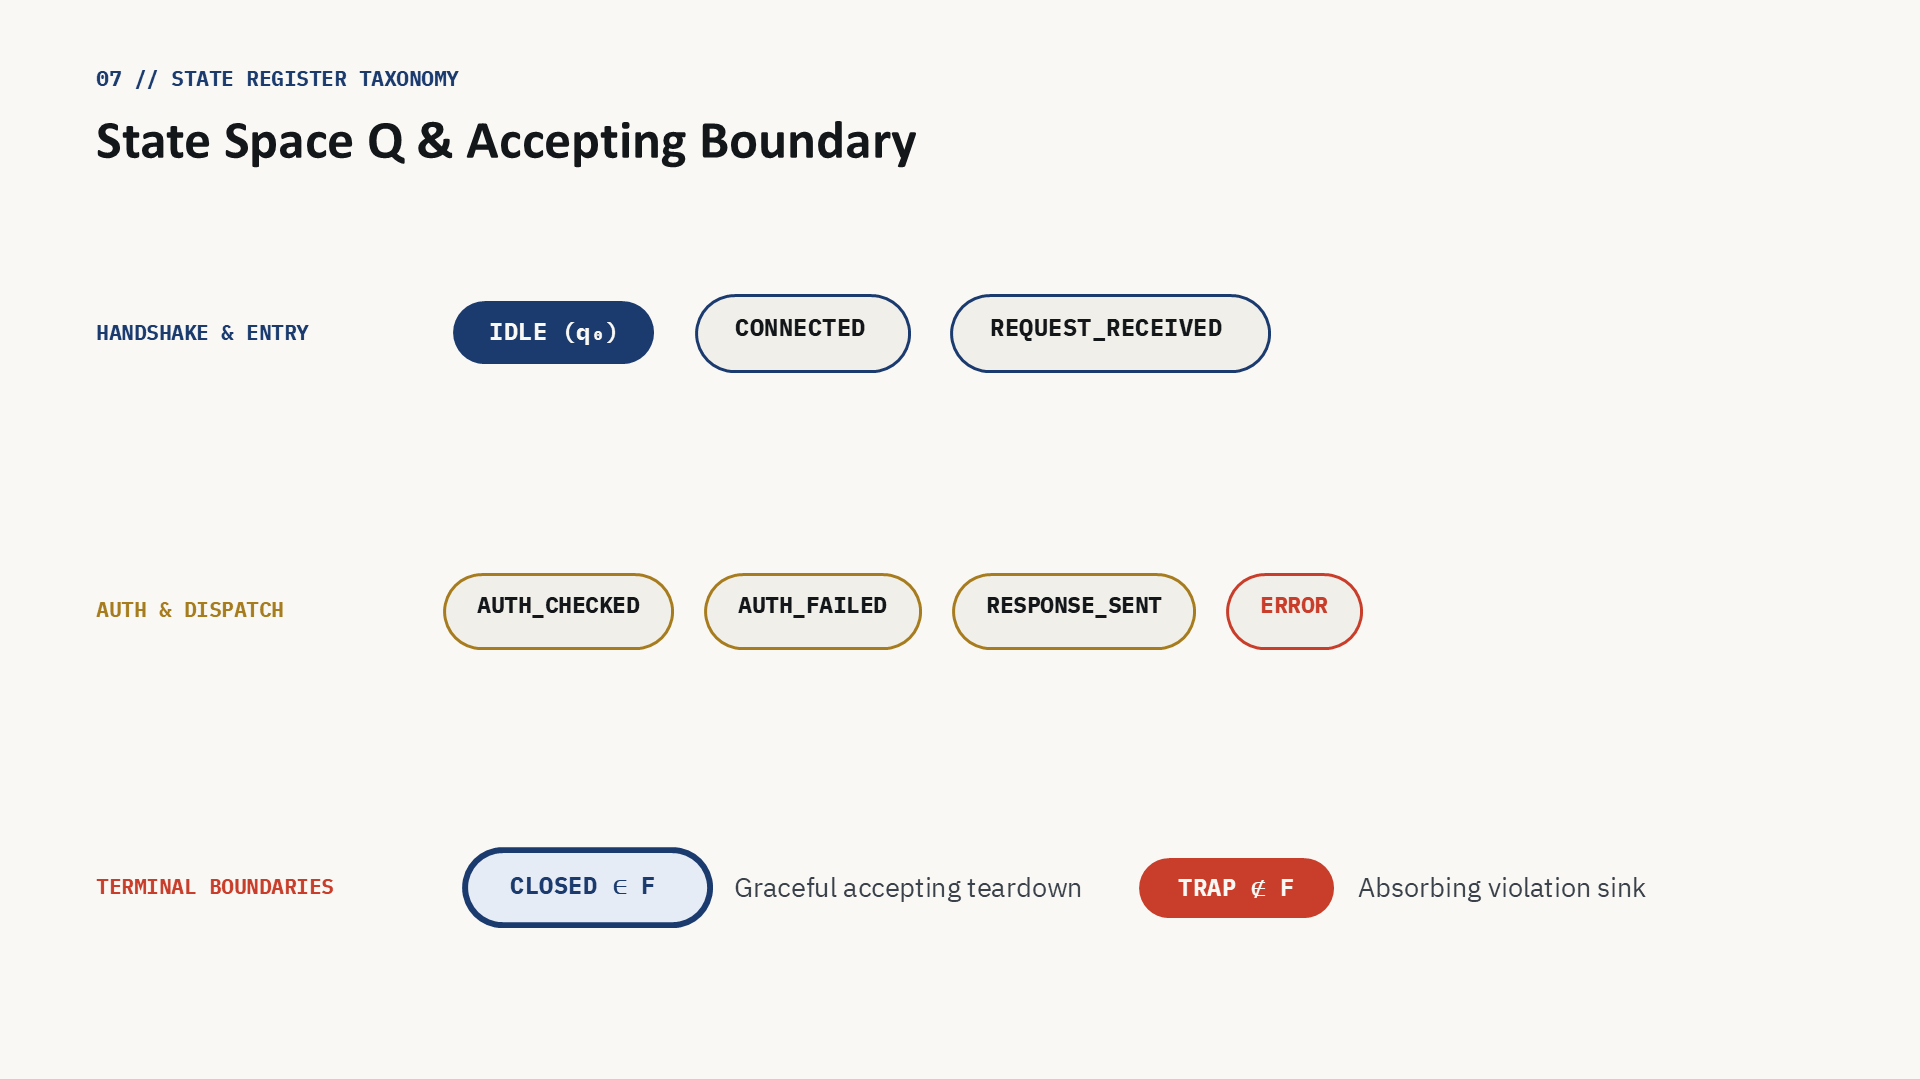 07 // STATE REGISTER TAXONOMY
State Space Q & Accepting Boundary
HANDSHAKE & ENTRY
IDLE (q₀)
CONNECTED
REQUEST_RECEIVED
AUTH & DISPATCH
AUTH_CHECKED
AUTH_FAILED
RESPONSE_SENT
ERROR
TERMINAL BOUNDARIES
CLOSED ∈ F
Graceful accepting teardown
TRAP ∉ F
Absorbing violation sink